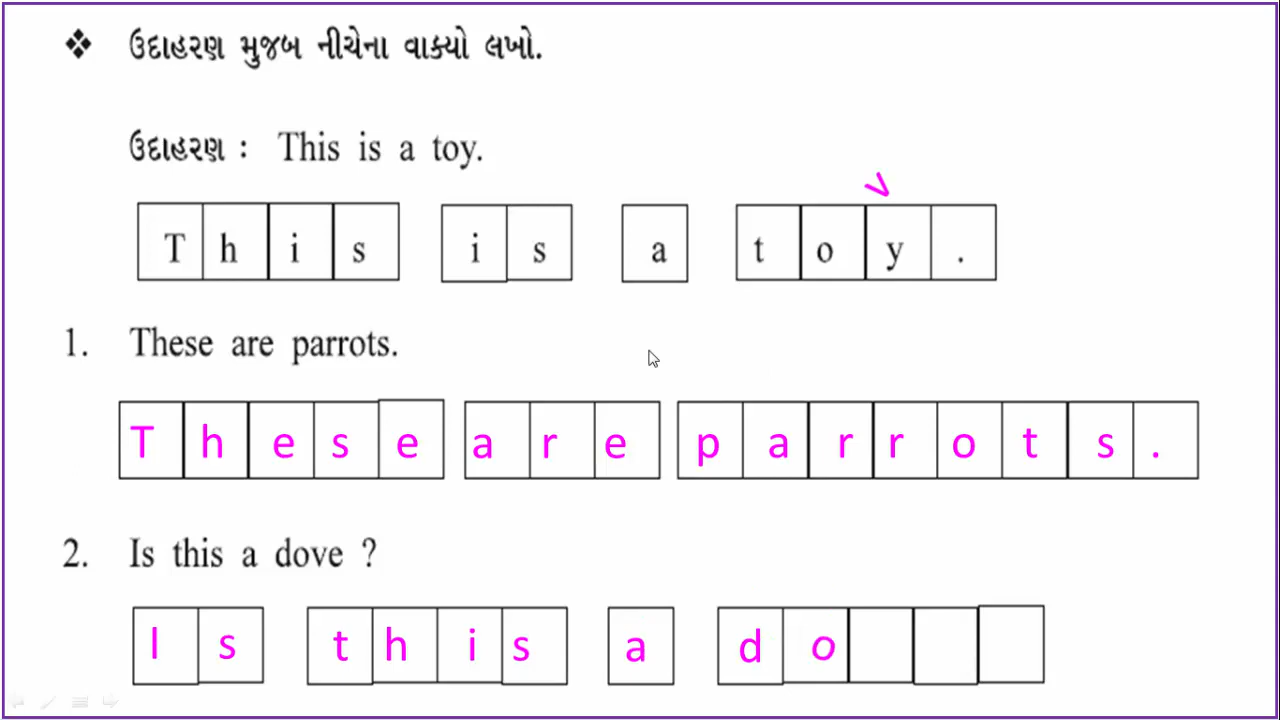 ❖ ઉદાહરણ મુજબ નીચેના વાક્યો લખો.
ઉદાહરણ : This is a toy.
v
T h i s i s a t o y .
1. These are parrots.
T h e s e a r e p a r r o t s .
2. Is this a dove ?
I s t h i s a d o